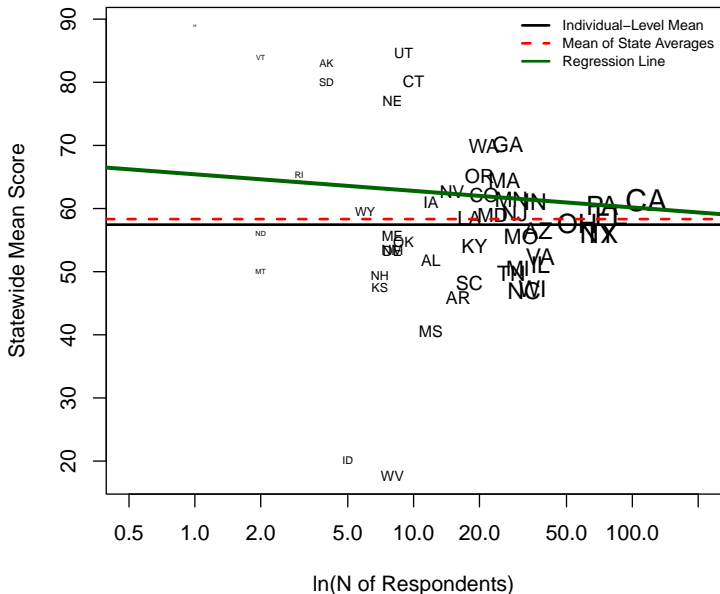 Individual−Level Mean
Mean of State Averages
Regression Line
Statewide Mean Score
90
80
70
60
50
40
30
20
VT
AK
SD
UT
CT
NE
WA
GA
RI
OR
MA
NV
IA
CO
MN
IN
WY
LA
MD
NJ
PA
CA
FL
ND
ME
OK
KY
MO
AZ
OH
NY
TX
MT
NH
KS
AL
SC
AR
TN
MI
IL
VA
NC
WI
MS
ID
WV
0.5 1.0 2.0 5.0 10.0 20.0 50.0 100.0
ln(N of Respondents)